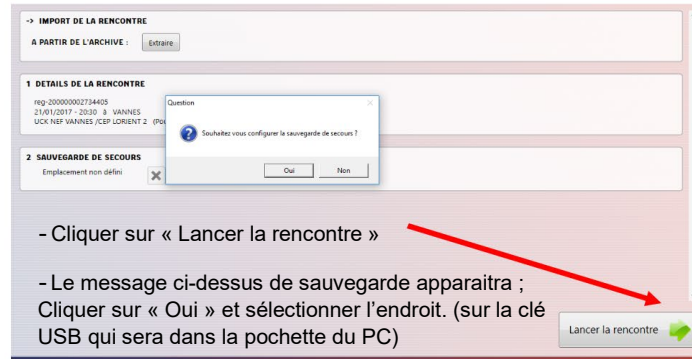 -> IMPORT DE LA RENCONTRE
A PARTIR DE L'ARCHIVE : Extraire
1 DETAILS DE LA RENCONTRE
reg-200000002734405
21/01/2017 - 20:30 à VANNES
UCK NEF VANNES /CEP LORIENT 2
Question
Souhaitez vous configurer la sauvegarde de secours ?
Oui Non
2 SAUVEGARDE DE SECOURS
Emplacement non défini
- Cliquer sur « Lancer la rencontre »
- Le message ci-dessus de sauvegarde apparaitra ;
Cliquer sur « Oui » et sélectionner l'endroit. (sur la clé
USB qui sera dans la pochette du PC)
Lancer la rencontre